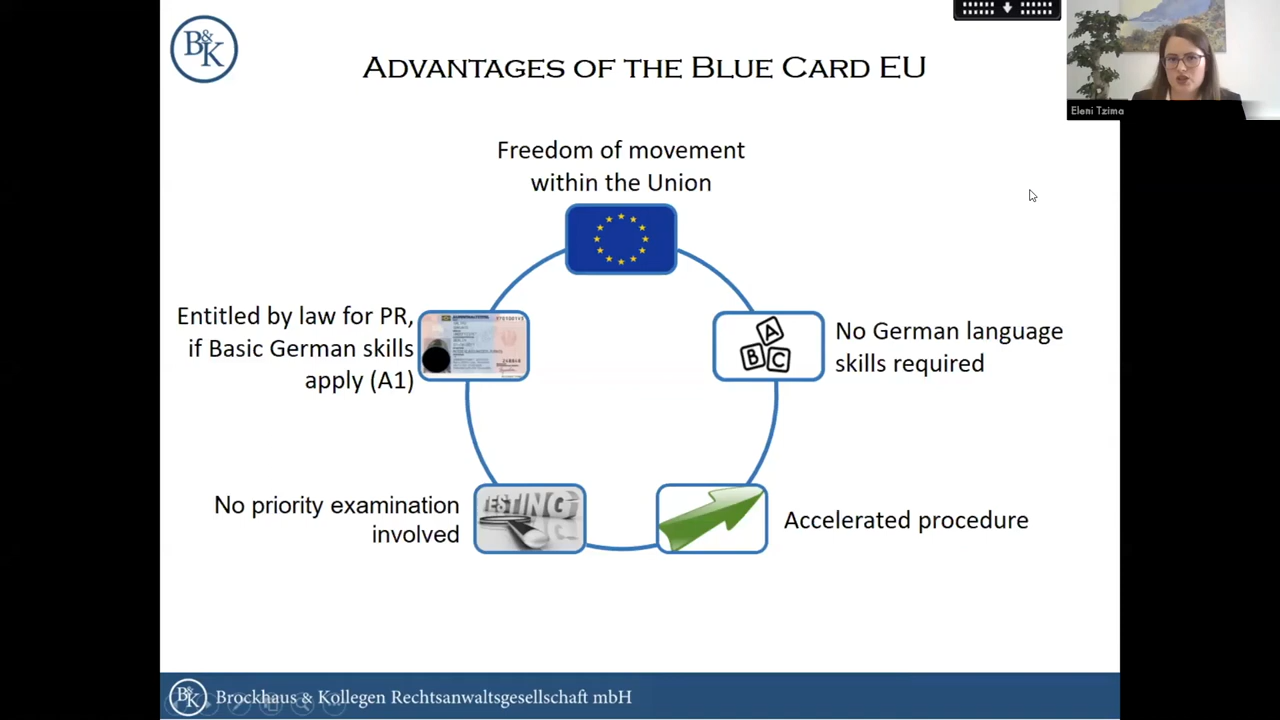 B&K
ADVANTAGES OF THE BLUE CARD EU
Eleni Tzima
Freedom of movement
within the Union
Entitled by law for PR,
if Basic German skills
apply (A1)
A
B C
No German language
skills required
No priority examination
involved
TESTING
Accelerated procedure
B&K
Brockhaus & Kollegen Rechtsanwaltsgesellschaft mbH